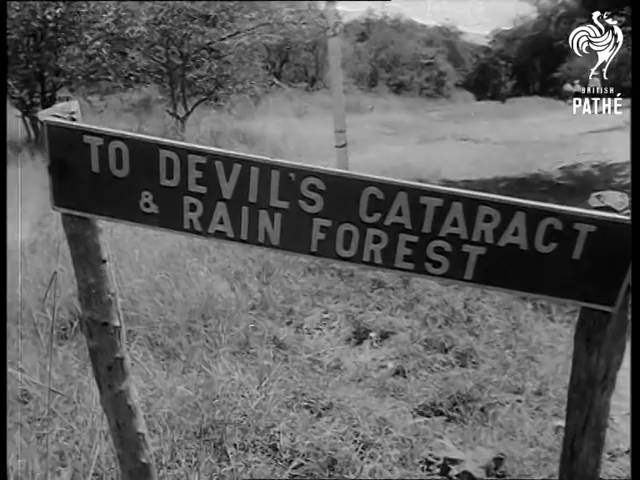 BRITISH
PATHÉ
TO DEVIL'S CATARACT
& RAIN FOREST